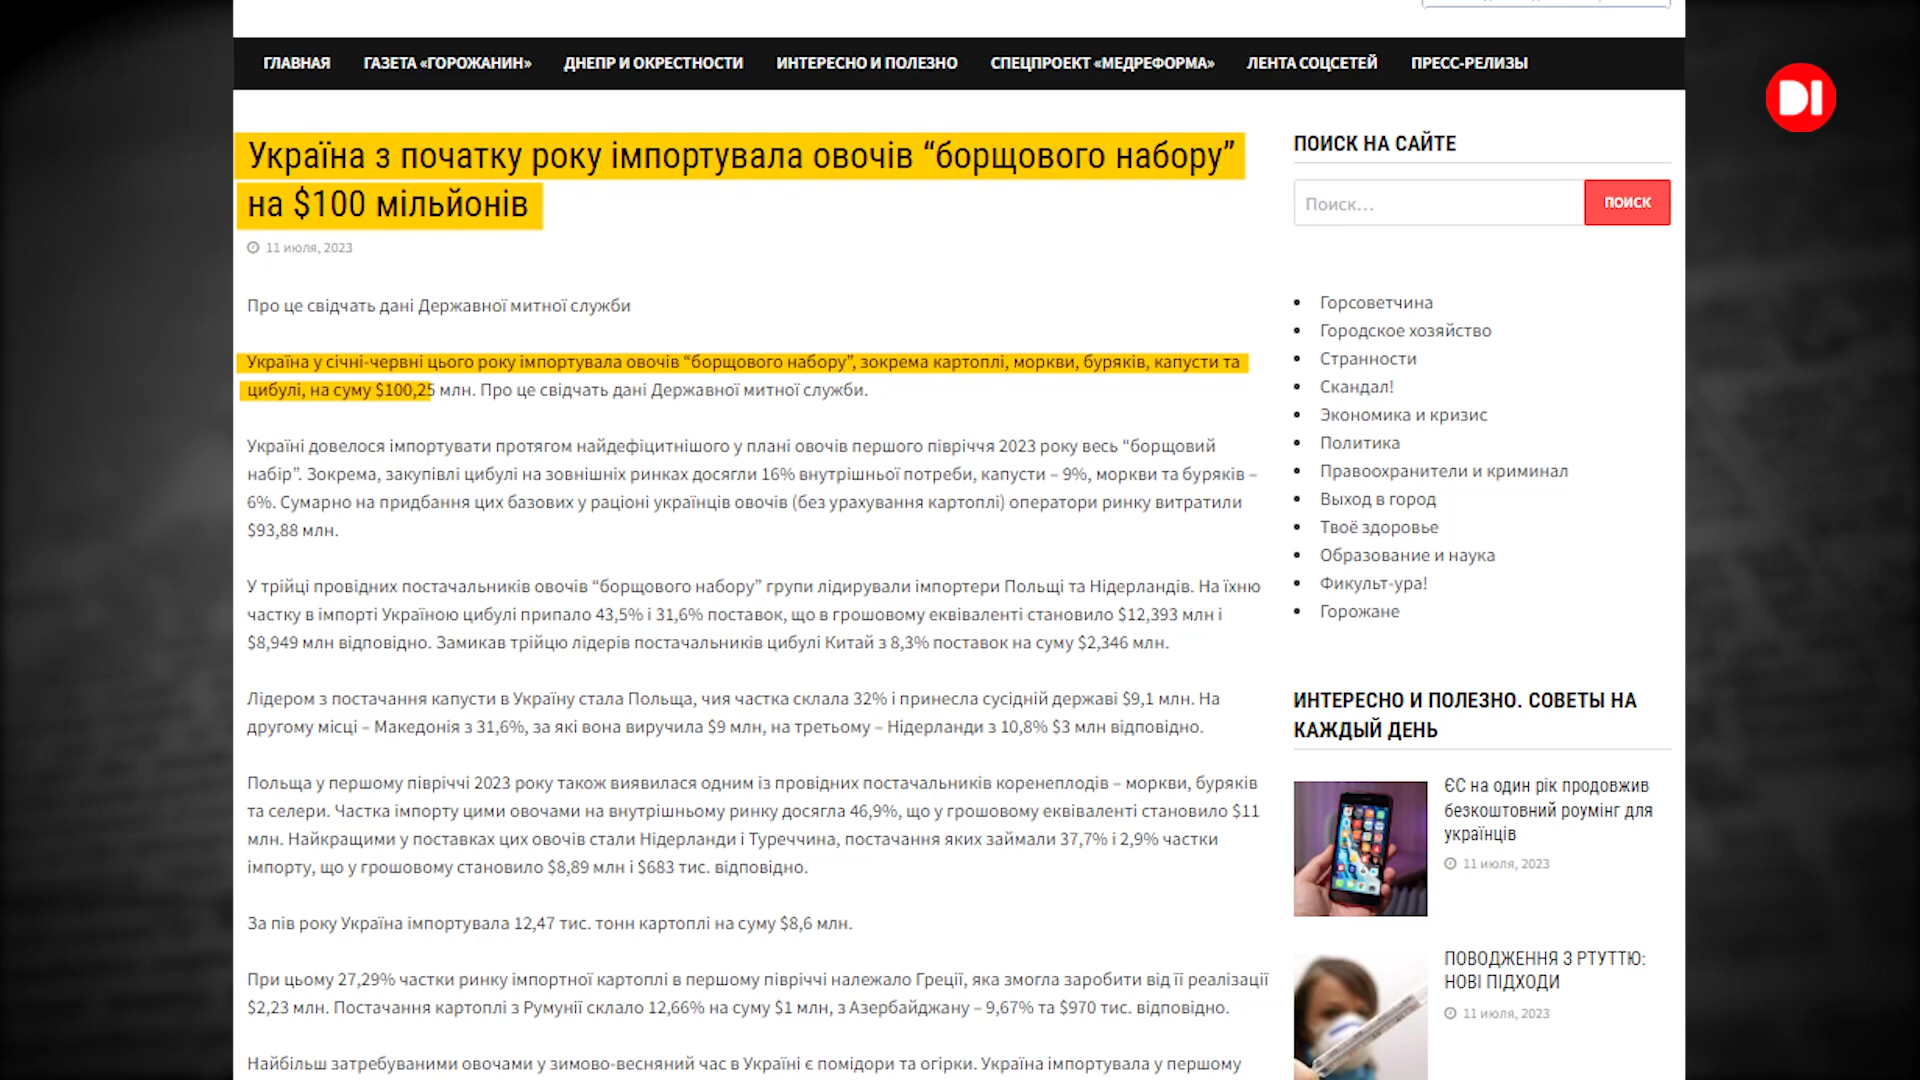 ГЛАВНАЯ ГАЗЕТА «ГОРОЖАНИН» ДНЕПР И ОКРЕСТНОСТИ ИНТЕРЕСНО И ПОЛЕЗНО СПЕЦПРОЕКТ «МЕДРЕФОРМА» ЛЕНТА СОЦСЕТЕЙ ПРЕСС-РЕЛИЗЫ
DI
Україна з початку року імпортувала овочів “борщового набору”
на $100 мільйонів
11 июля, 2023
Про це свідчать дані Державної митної служби
Україна у січні-червні цього року імпортувала овочів “борщового набору”, зокрема картоплі, моркви, буряків, капусти та
цибулі, на суму $100,25 млн. Про це свідчать дані Державної митної служби.
Україні довелося імпортувати протягом найдефіцитнішого у плані овочів першого півріччя 2023 року весь “борщовий
набір”. Зокрема, закупівлі цибулі на зовнішніх ринках досягли 16% внутрішньої потреби, капусти – 9%, моркви та буряків –
6%. Сумарно на придбання цих базових у раціоні українців овочів (без урахування картоплі) оператори ринку витратили
$93,88 млн.
У трійці провідних постачальників овочів “борщового набору” групи лідирували імпортери Польщі та Нідерландів. На їхню
частку в імпорті Україною цибулі припало 43,5% і 31,6% поставок, що в грошовому еквіваленті становило $12,393 млн і
$8,949 млн відповідно. Замикав трійцю лідерів постачальників цибулі Китай з 8,3% поставок на суму $2,346 млн.
Лідером з постачання капусти в Україну стала Польща, чия частка склала 32% і принесла сусідній державі $9,1 млн. На
другому місці – Македонія з 31,6%, за які вона виручила $9 млн, на третьому – Нідерланди з 10,8% $3 млн відповідно.
Польща у першому півріччі 2023 року також виявилася одним із провідних постачальників коренеплодів – моркви, буряків
та селери. Частка імпорту цими овочами на внутрішньому ринку досягла 46,9%, що у грошовому еквіваленті становило $11
млн. Найкращими у поставках цих овочів стали Нідерланди і Туреччина, постачання яких займали 37,7% і 2,9% частки
імпорту, що у грошовому становило $8,89 млн і $683 тис. відповідно.
За пів року Україна імпортувала 12,47 тис. тонн картоплі на суму $8,6 млн.
При цьому 27,29% частки ринку імпортної картоплі в першому півріччі належало Греції, яка змогла заробити від її реалізації
$2,23 млн. Постачання картоплі з Румунії склало 12,66% на суму $1 млн, з Азербайджану – 9,67% та $970 тис. відповідно.
Найбільш затребуваними овочами у зимово-весняний час в Україні є помідори та огірки. Україна імпортувала у першому
ПОИСК НА САЙТЕ
Поиск…
ПОИСК
Горсоветчина
Городское хозяйство
Странности
Скандал!
Экономика и кризис
Политика
Правоохранители и криминал
Выход в город
Твоё здоровье
Образование и наука
Фикульт-ура!
Горожане
ИНТЕРЕСНО И ПОЛЕЗНО. СОВЕТЫ НА
КАЖДЫЙ ДЕНЬ
ЄС на один рік продовжив
безкоштовний роумінг для
українців
11 июля, 2023
ПОВОДЖЕННЯ З РТУТТЮ:
НОВІ ПІДХОДИ
11 июля, 2023